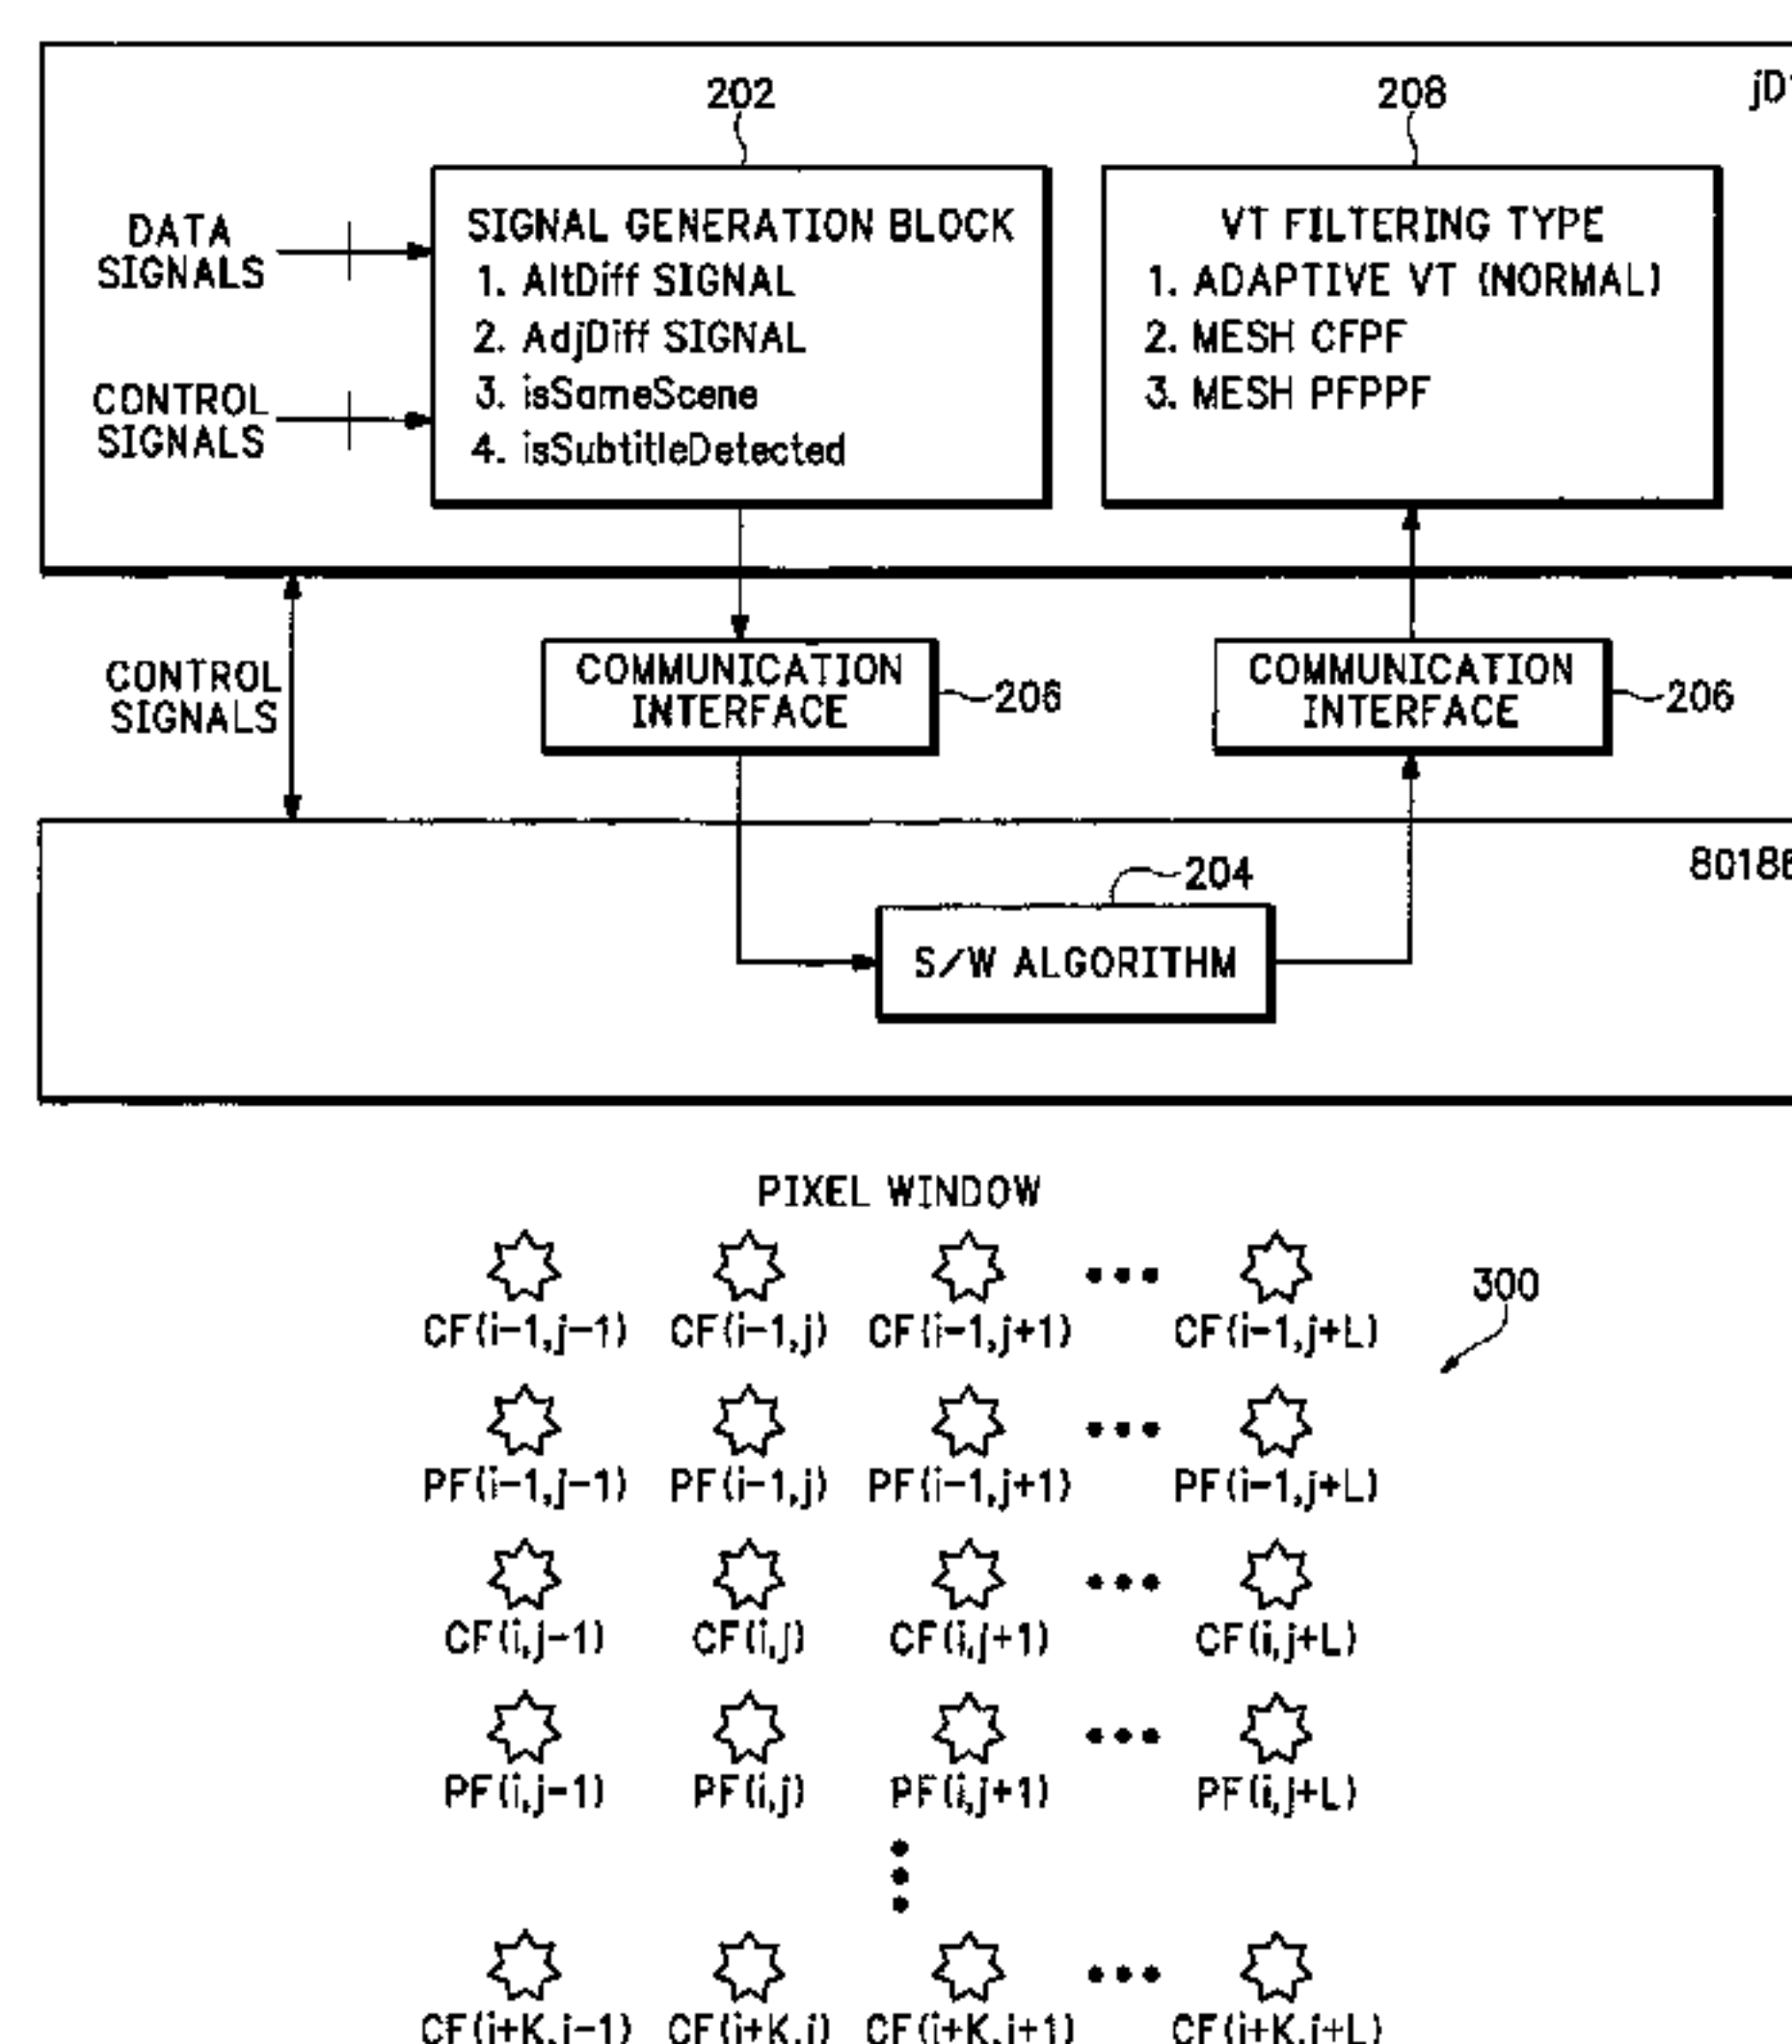 202
208
DATA
SIGNALS
SIGNAL GENERATION BLOCK
1. AltDiff SIGNAL
2. AdjDiff SIGNAL
3. isSameScene
4. isSubtitleDetected
CONTROL
SIGNALS
VT FILTERING TYPE
1. ADAPTIVE VT (NORMAL)
2. MESH CFPF
3. MESH PFPPF
CONTROL
SIGNALS
COMMUNICATION
INTERFACE
206
COMMUNICATION
INTERFACE
206
80186
204
S/W ALGORITHM
PIXEL WINDOW
300
CF(i-1,j-1) CF(i-1,j) CF(i-1,j+1) CF(i-1,j+L)
PF(i-1,j-1) PF(i-1,j) PF(i-1,j+1) PF(i-1,j+L)
CF(i,j-1) CF(i,j) CF(i,j+1) CF(i,j+L)
PF(i,j-1) PF(i,j) PF(i,j+1) PF(i,j+L)
CF(i+K,j-1) CF(i+K,j) CF(i+K,j+1) CF(i+K,j+L)